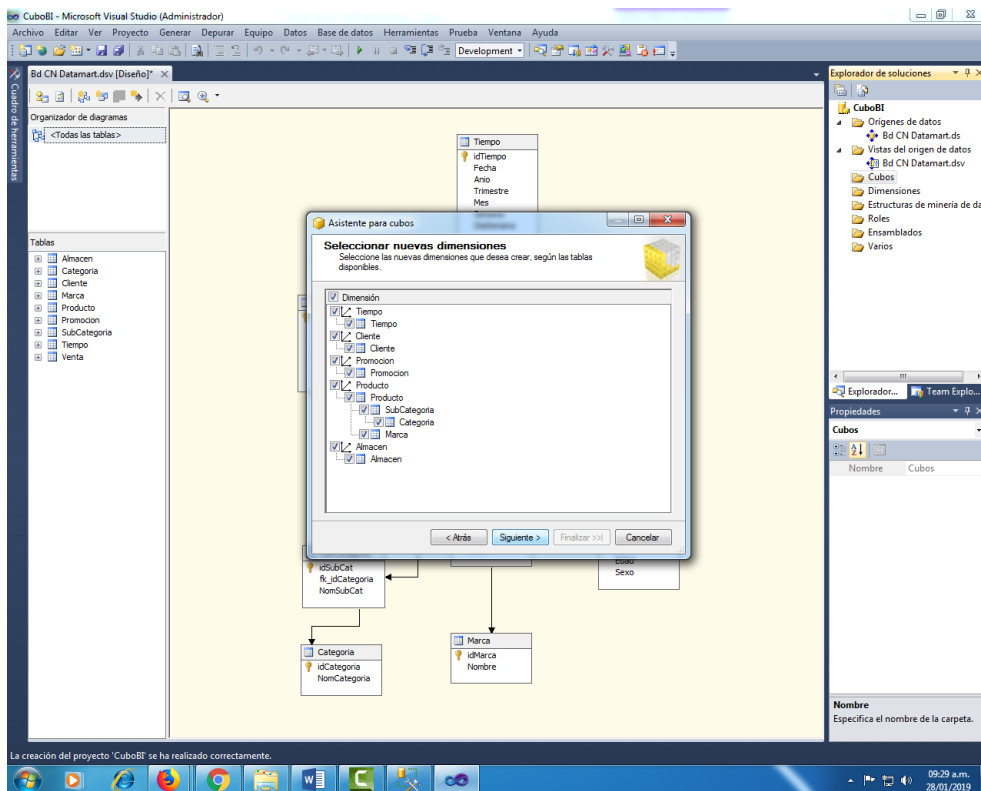 CuboBI - Microsoft Visual Studio (Administrador)
Archivo Editar Ver Proyecto Generar Depurar Equipo Datos Base de datos Herramientas Prueba Ventana Ayuda
Development
Bd CN Datamart.dsv [Diseño]*
Cuadro de herramientas
Organizador de diagramas
<Todas las tablas>
Tablas
Almacen
Categoria
Cliente
Marca
Producto
Promocion
SubCategoria
Tiempo
Venta
Tiempo
idTiempo
Fecha
Anio
Trimestre
Mes
Asistente para cubos
Seleccionar nuevas dimensiones
Seleccione las nuevas dimensiones que desea crear, según las tablas
disponibles.
Dimensión
Tiempo
Tiempo
Cliente
Cliente
Promocion
Promocion
Producto
Producto
SubCategoria
Categoria
Marca
Almacen
Almacen
< Atrás
Siguiente >
Finalizar >>|
Cancelar
idSubCat
fk_idCategoria
NomSubCat
Edad
Sexo
Categoria
idCategoria
NomCategoria
Marca
idMarca
Nombre
Explorador de soluciones
CuboBI
Orígenes de datos
Bd CN Datamart.ds
Vistas del origen de datos
Bd CN Datamart.dsv
Cubos
Dimensiones
Estructuras de minería de da
Roles
Ensamblados
Varios
Explorador...
Team Explo...
Propiedades
Cubos
Nombre Cubos
Nombre
Especifica el nombre de la carpeta.
La creación del proyecto 'CuboBI' se ha realizado correctamente.
09:29 a.m.
28/01/2019